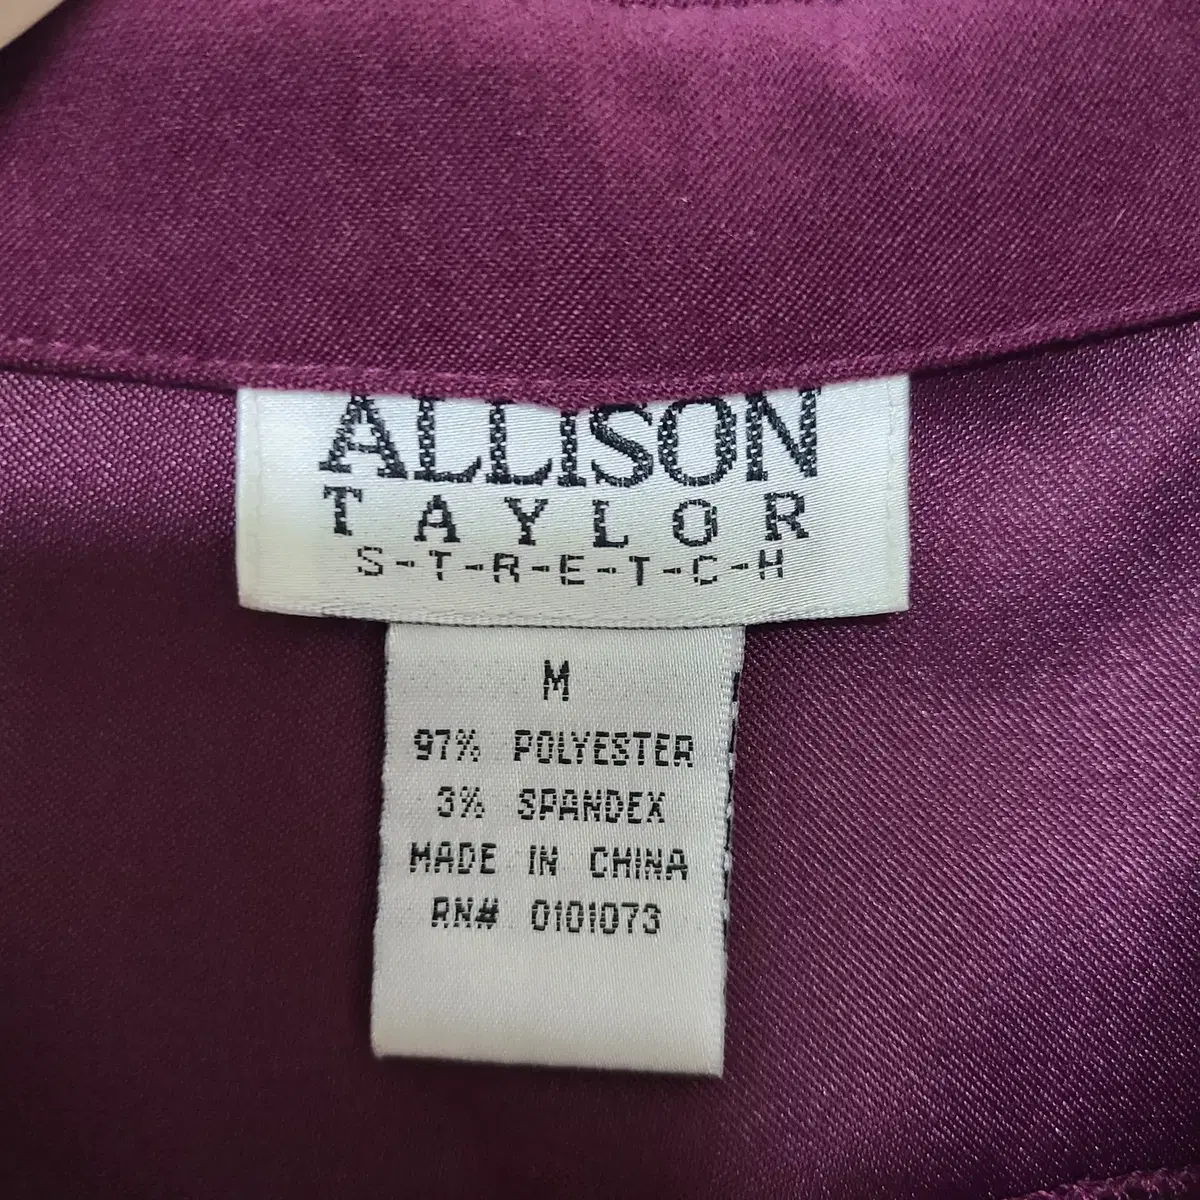 ALLISON
TAYLOR
S-T-R-E-T-C-H
M
97% POLYESTER
3% SPANDEX
MADE IN CHINA
RN# 0101073